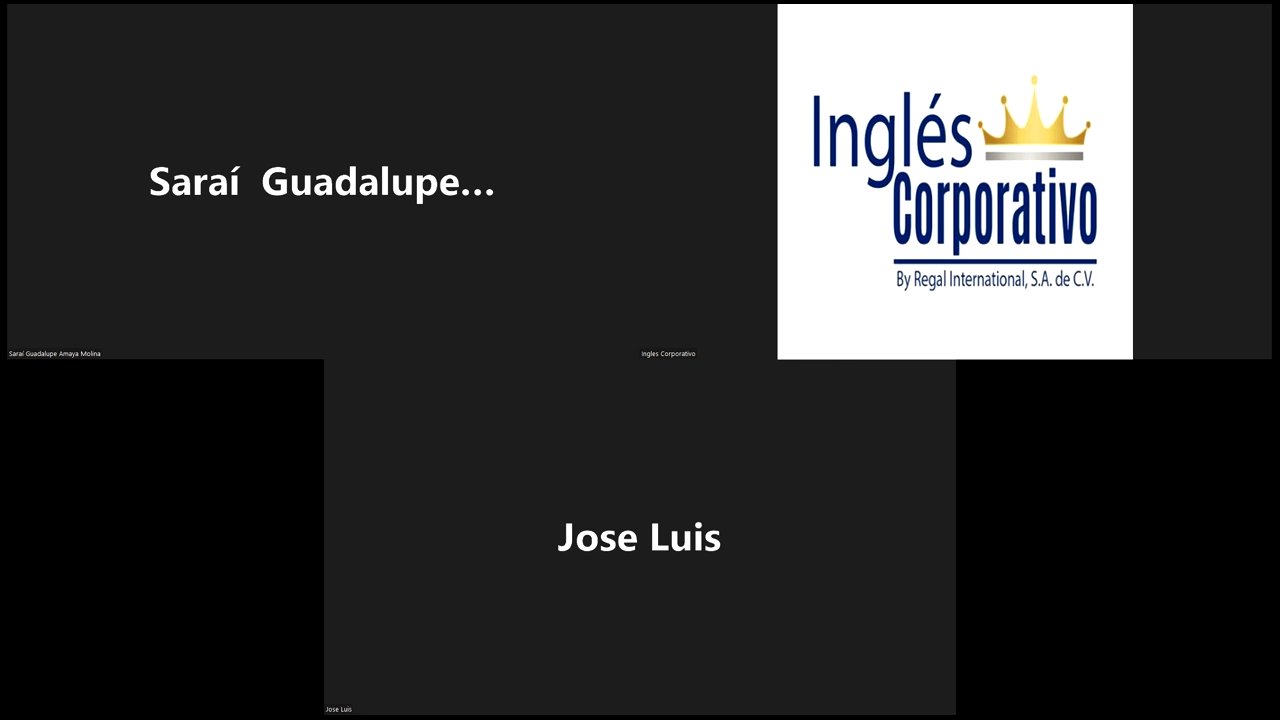 Saraí Guadalupe...
Saraí Guadalupe Amaya Molina
Inglés
Corporativo
By Regal International, S.A. de C.V.
Ingles Corporativo
Jose Luis
Jose Luis